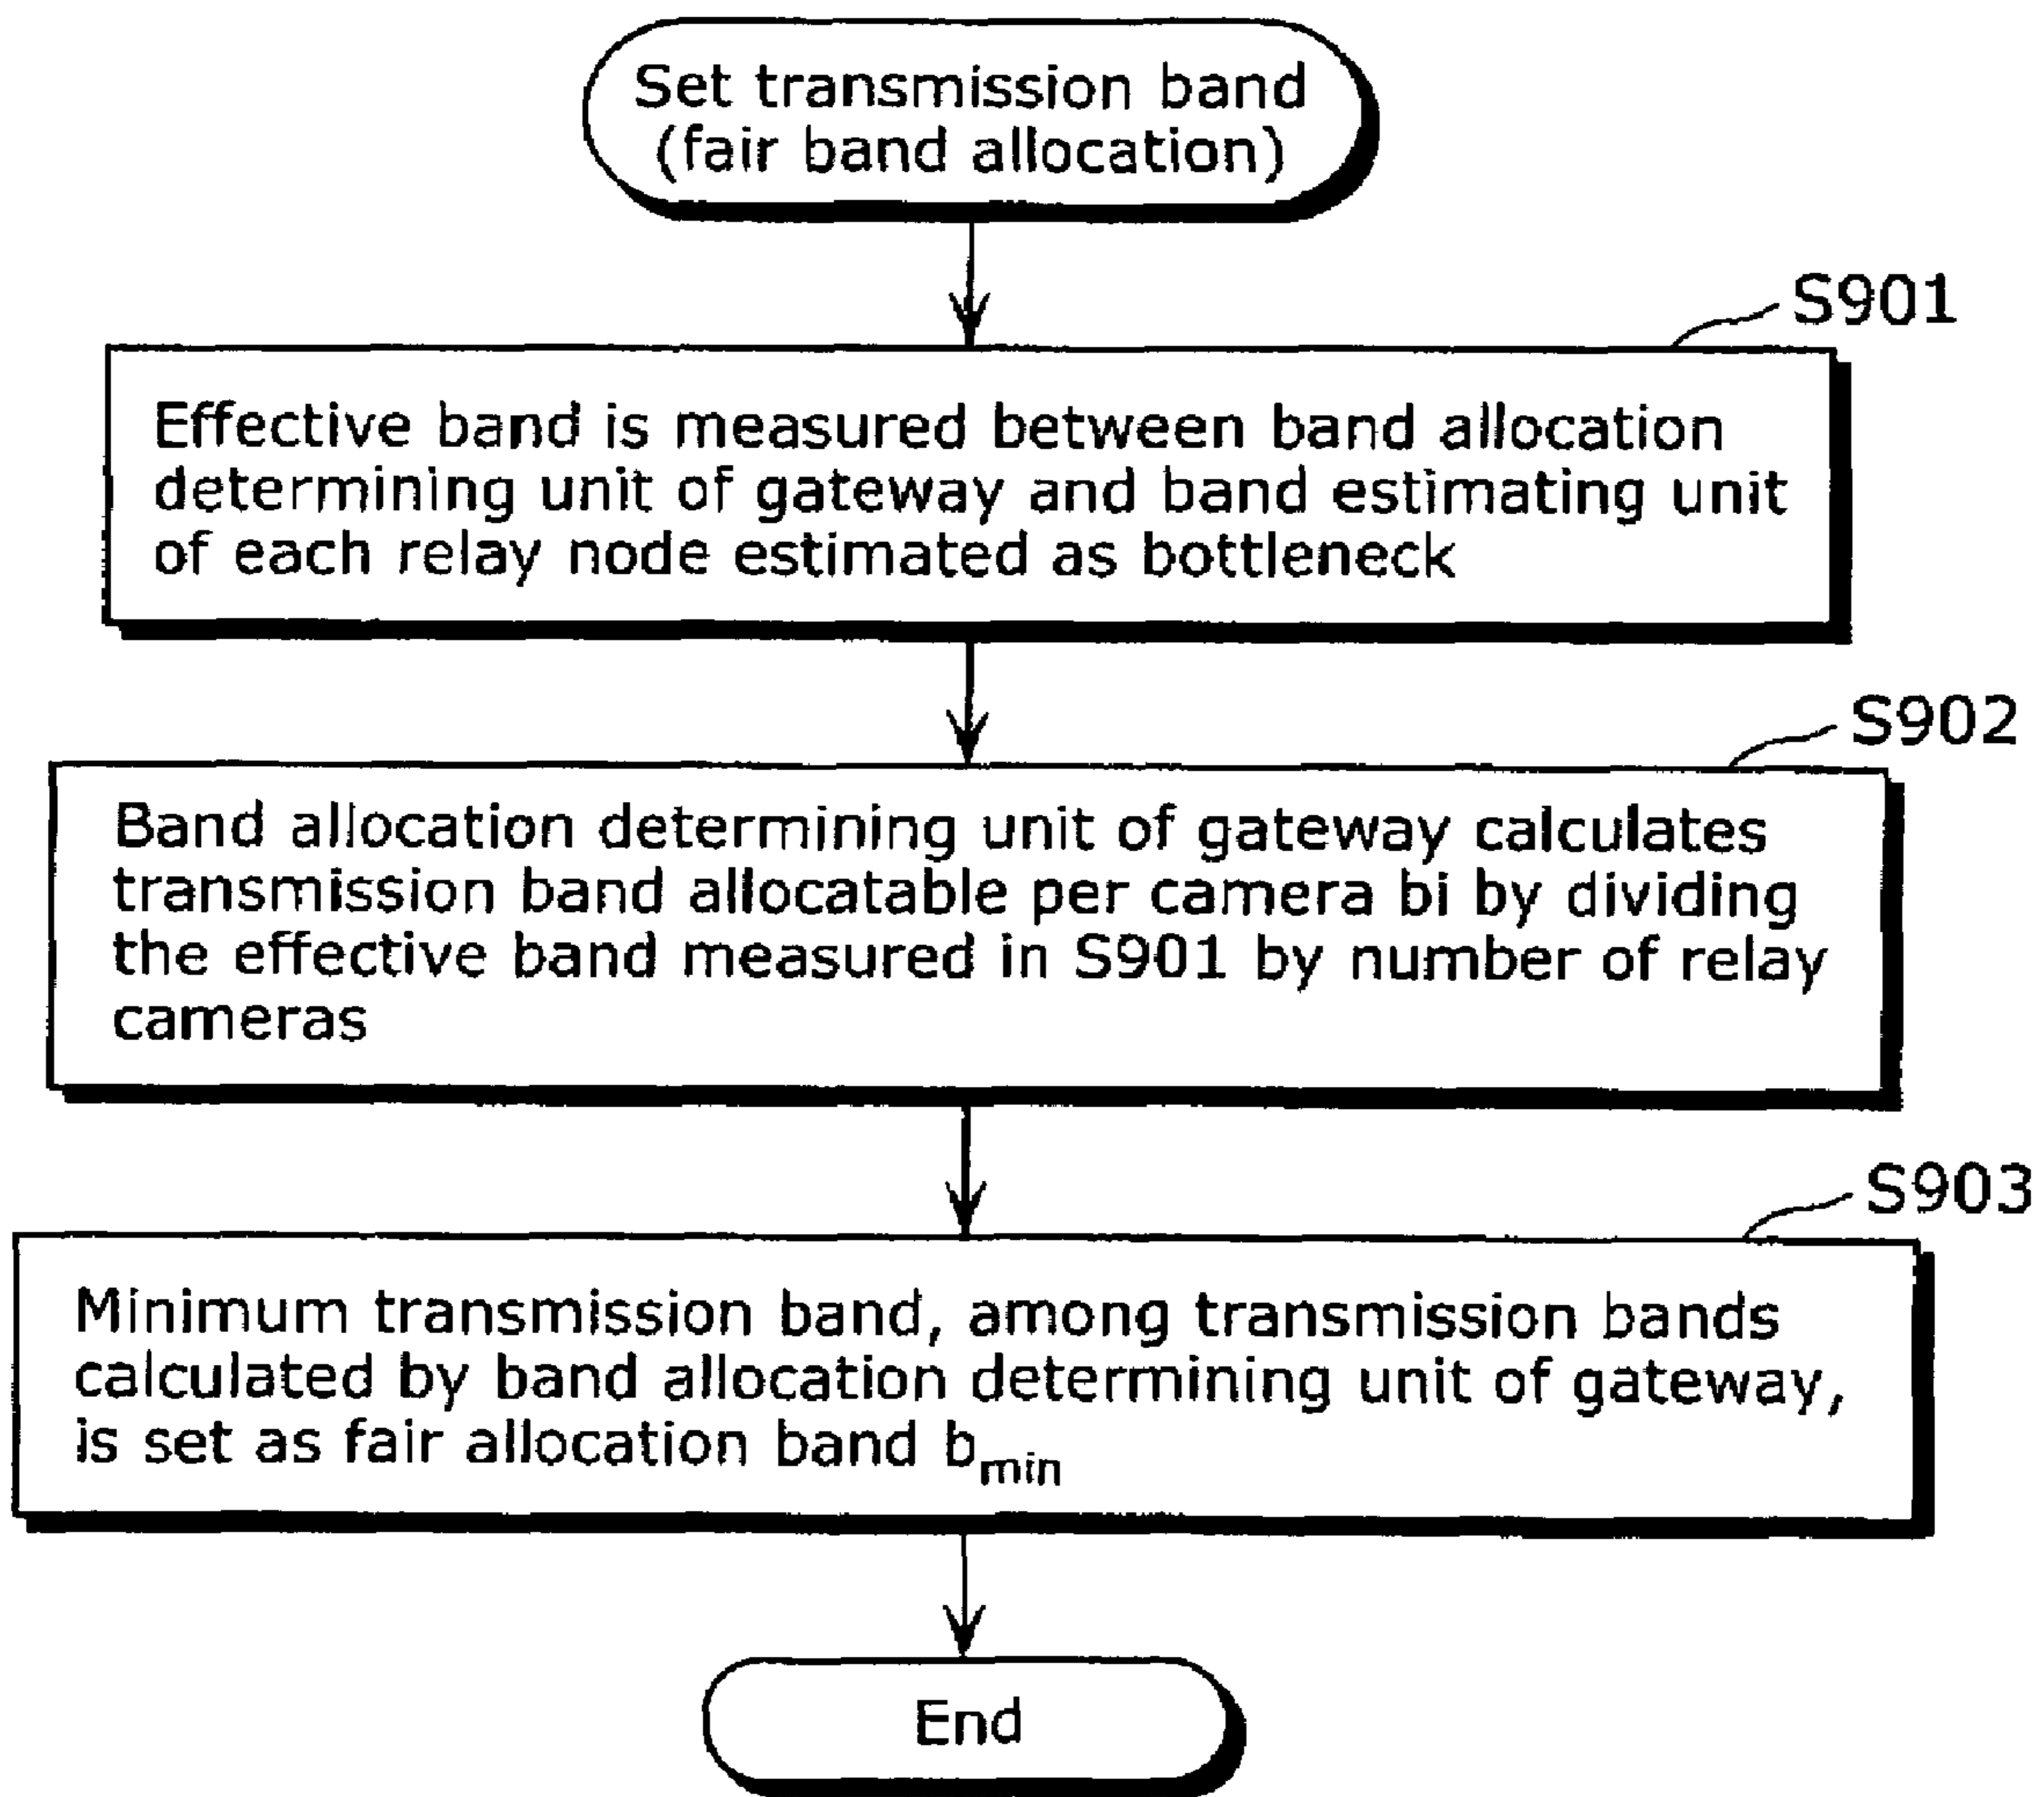 Set transmission band
(fair band allocation)
S901
Effective band is measured between band allocation
determining unit of gateway and band estimating unit
of each relay node estimated as bottleneck
S902
Band allocation determining unit of gateway calculates
transmission band allocatable per camera bi by dividing
the effective band measured in S901 by number of relay
cameras
S903
Minimum transmission band, among transmission bands
calculated by band allocation determining unit of gateway,
is set as fair allocation band bmin
End